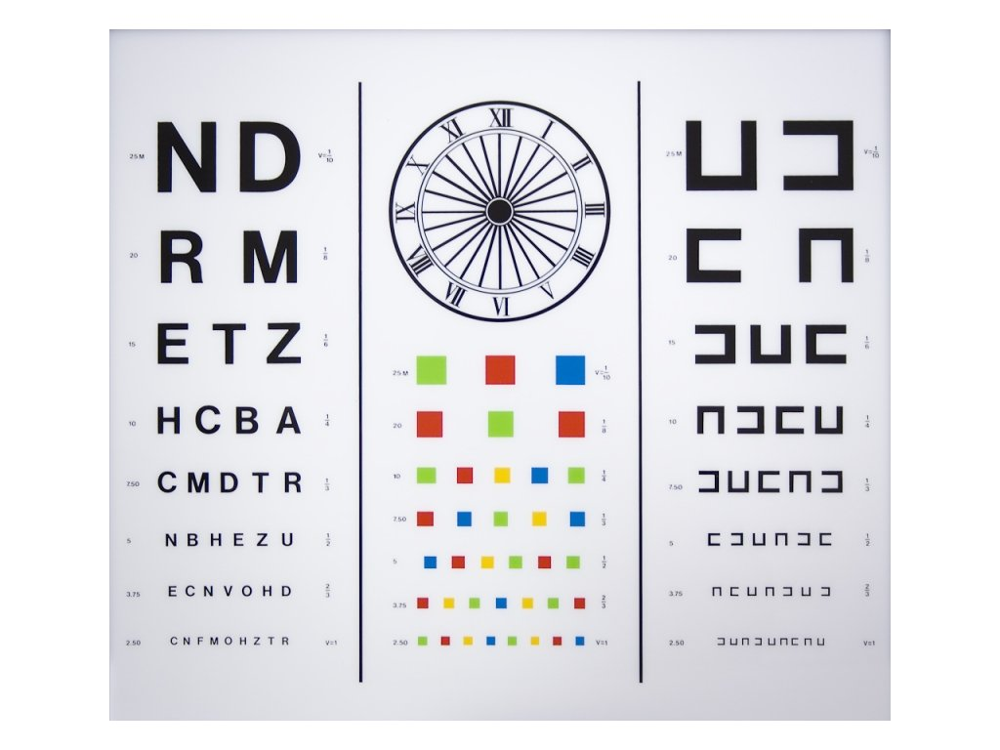 25 M N D V=1/10
20 R M 1/8
15 E T Z 1/6
10 H C B A 1/4
7.50 C M D T R 1/3
5 N B H E Z U 1/2
3.75 E C N V O H D 2/3
2.50 C N F M O H Z T R V=1
XII I II III IIII V VI VII VIII IX X XI
25 M V=1/10
20 1/8
10 1/4
7.50 1/3
5 1/2
3.75 2/3
2.50 V=1
25 M V=1/10
20 1/8
15 1/6
10 1/4
7.50 1/3
5 1/2
3.75 2/3
2.50 V=1